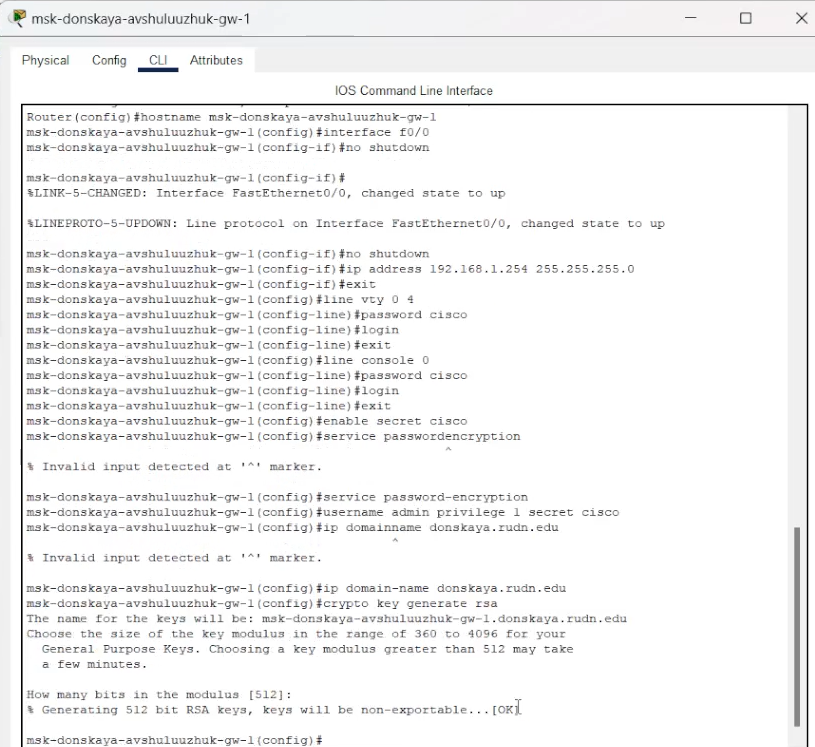 msk-donskaya-avshuluuzhuk-gw-1
Physical Config CLI Attributes
IOS Command Line Interface
Router(config)#hostname msk-donskaya-avshuluuzhuk-gw-1
msk-donskaya-avshuluuzhuk-gw-1(config)#interface f0/0
msk-donskaya-avshuluuzhuk-gw-1(config-if)#no shutdown
msk-donskaya-avshuluuzhuk-gw-1(config-if)#
%LINK-5-CHANGED: Interface FastEthernet0/0, changed state to up
%LINEPROTO-5-UPDOWN: Line protocol on Interface FastEthernet0/0, changed state to up
msk-donskaya-avshuluuzhuk-gw-1(config-if)#no shutdown
msk-donskaya-avshuluuzhuk-gw-1(config-if)#ip address 192.168.1.254 255.255.255.0
msk-donskaya-avshuluuzhuk-gw-1(config-if)#exit
msk-donskaya-avshuluuzhuk-gw-1(config)#line vty 0 4
msk-donskaya-avshuluuzhuk-gw-1(config-line)#password cisco
msk-donskaya-avshuluuzhuk-gw-1(config-line)#login
msk-donskaya-avshuluuzhuk-gw-1(config-line)#exit
msk-donskaya-avshuluuzhuk-gw-1(config)#line console 0
msk-donskaya-avshuluuzhuk-gw-1(config-line)#password cisco
msk-donskaya-avshuluuzhuk-gw-1(config-line)#login
msk-donskaya-avshuluuzhuk-gw-1(config-line)#exit
msk-donskaya-avshuluuzhuk-gw-1(config)#enable secret cisco
msk-donskaya-avshuluuzhuk-gw-1(config)#service passwordencryption
^
% Invalid input detected at '^' marker.
msk-donskaya-avshuluuzhuk-gw-1(config)#service password-encryption
msk-donskaya-avshuluuzhuk-gw-1(config)#username admin privilege 1 secret cisco
msk-donskaya-avshuluuzhuk-gw-1(config)#ip domainname donskaya.rudn.edu
^
% Invalid input detected at '^' marker.
msk-donskaya-avshuluuzhuk-gw-1(config)#ip domain-name donskaya.rudn.edu
msk-donskaya-avshuluuzhuk-gw-1(config)#crypto key generate rsa
The name for the keys will be: msk-donskaya-avshuluuzhuk-gw-1.donskaya.rudn.edu
Choose the size of the key modulus in the range of 360 to 4096 for your
General Purpose Keys. Choosing a key modulus greater than 512 may take
a few minutes.
How many bits in the modulus [512]:
% Generating 512 bit RSA keys, keys will be non-exportable...[OK]
msk-donskaya-avshuluuzhuk-gw-1(config)#